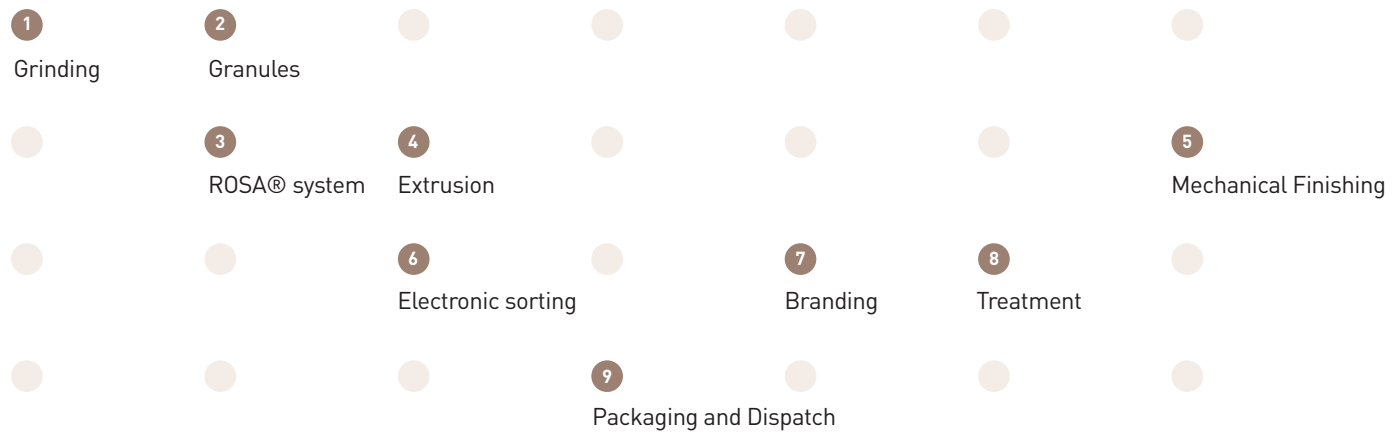 1 2
Grinding Granules
3 4 5
ROSA® system Extrusion Mechanical Finishing
6 7 8
Electronic sorting Branding Treatment
9
Packaging and Dispatch